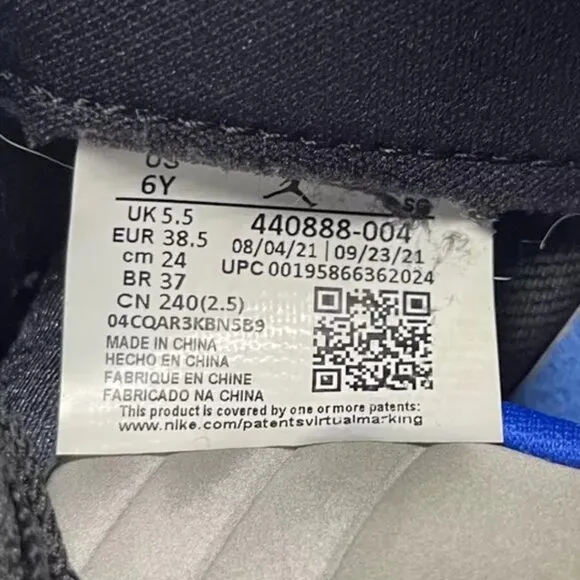 US
6Y
UK 5.5
EUR 38.5
cm 24
BR 37
CN 240(2.5)
04CQAR3KBN5B9
MADE IN CHINA
HECHO EN CHINA
FABRIQUE EN CHINE
FABRICADO NA CHINA
440888-004
08/04/21 | 09/23/21
UPC 00195866362024
This product is covered by one or more patents:
www.nike.com/patentsvirtualmarking